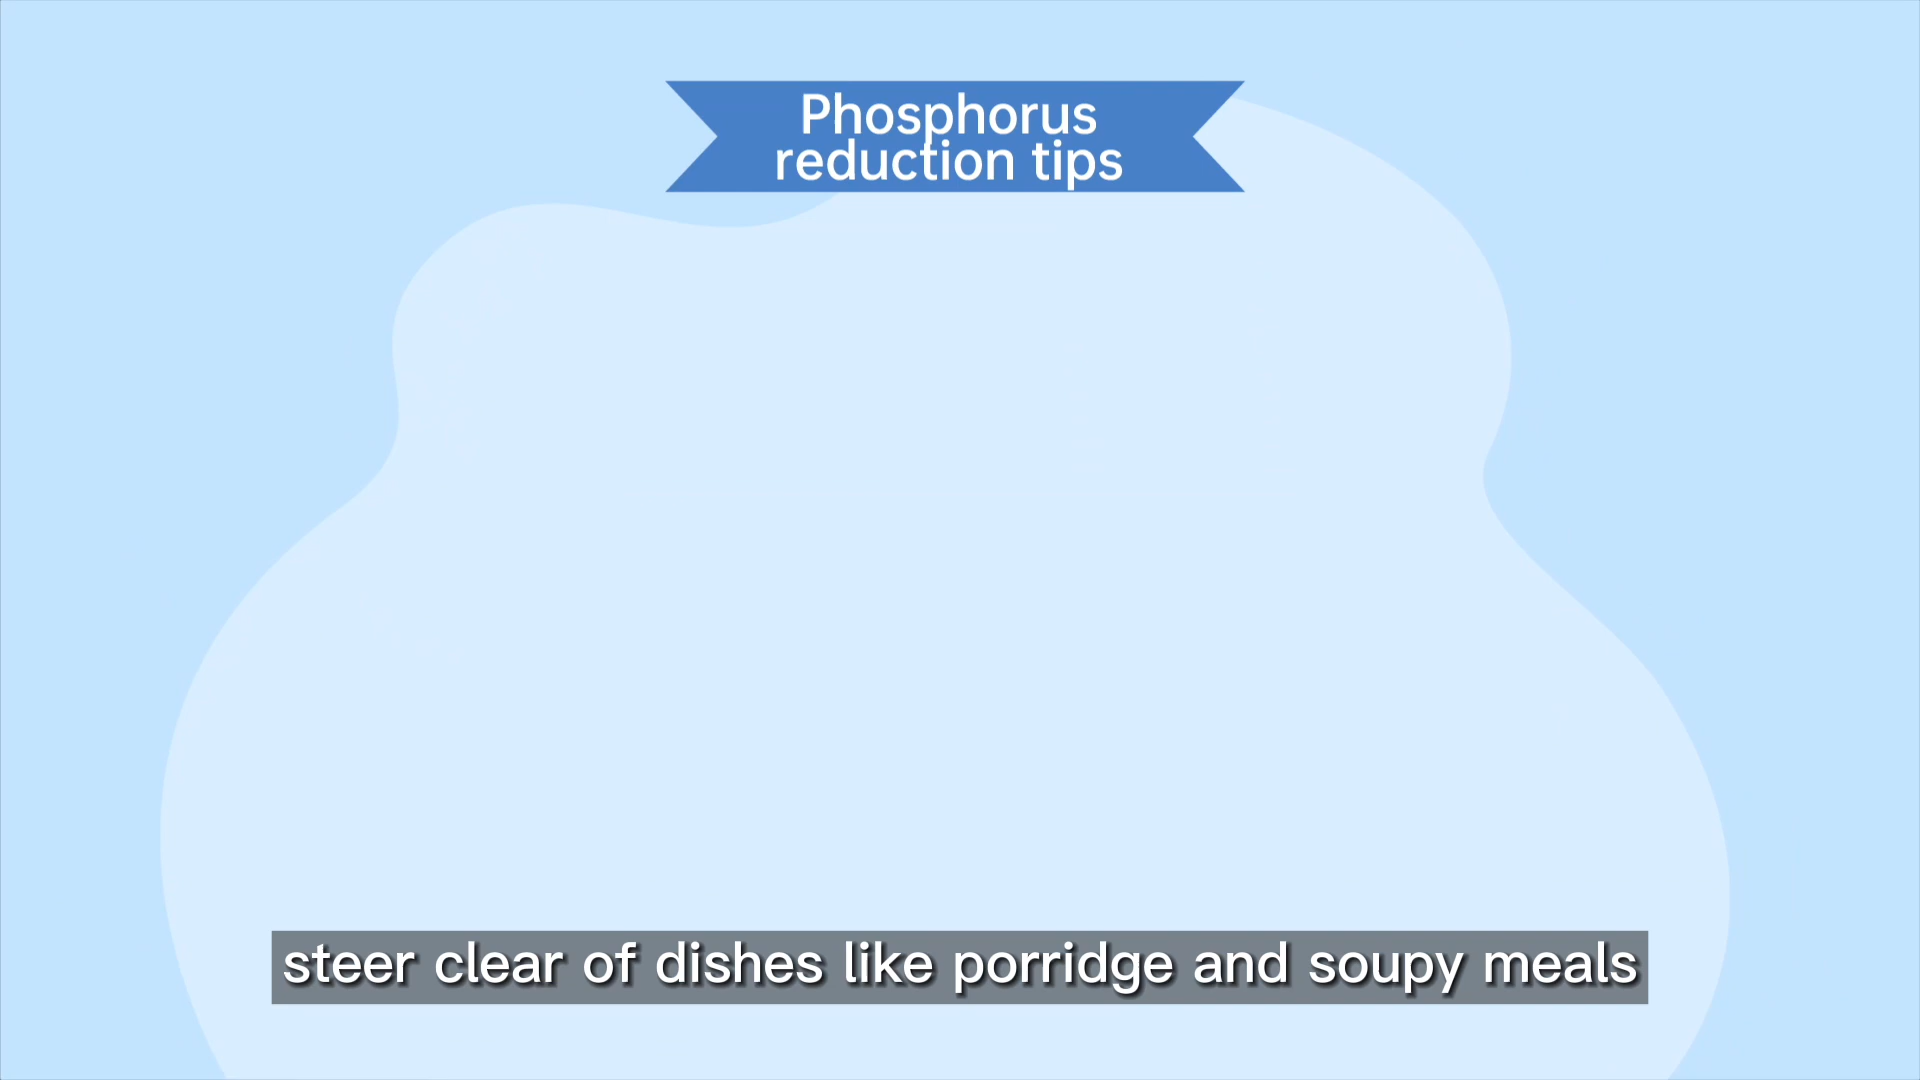 Phosphorus
reduction tips
steer clear of dishes like porridge and soupy meals